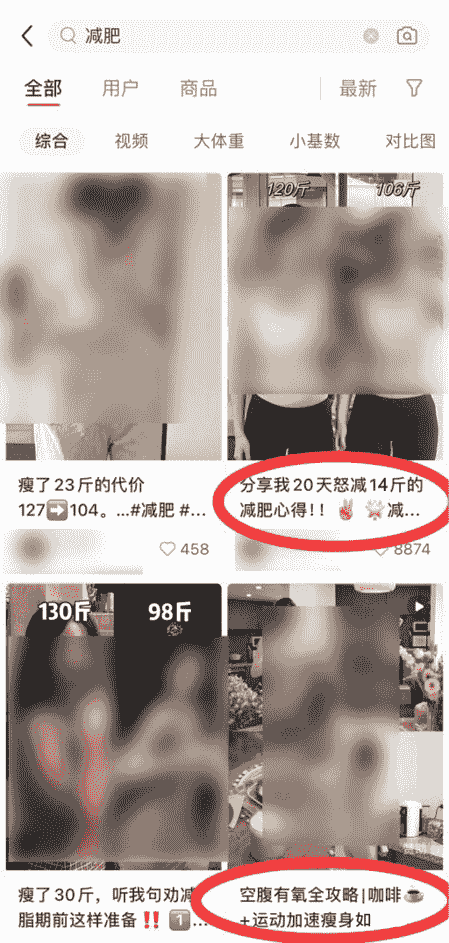 减肥
全部 用户 商品 最新
综合 视频 大体重 小基数 对比图
120斤 106斤
瘦了23斤的代价
127➡️104。...#减肥 #...
458
分享我20天怒减14斤的
减肥心得!! ✌️ 减...
8874
130斤 98斤
瘦了30斤，听我句劝减
脂期前这样准备‼️ 1️⃣...
空腹有氧全攻略|咖啡☕
+运动加速瘦身如